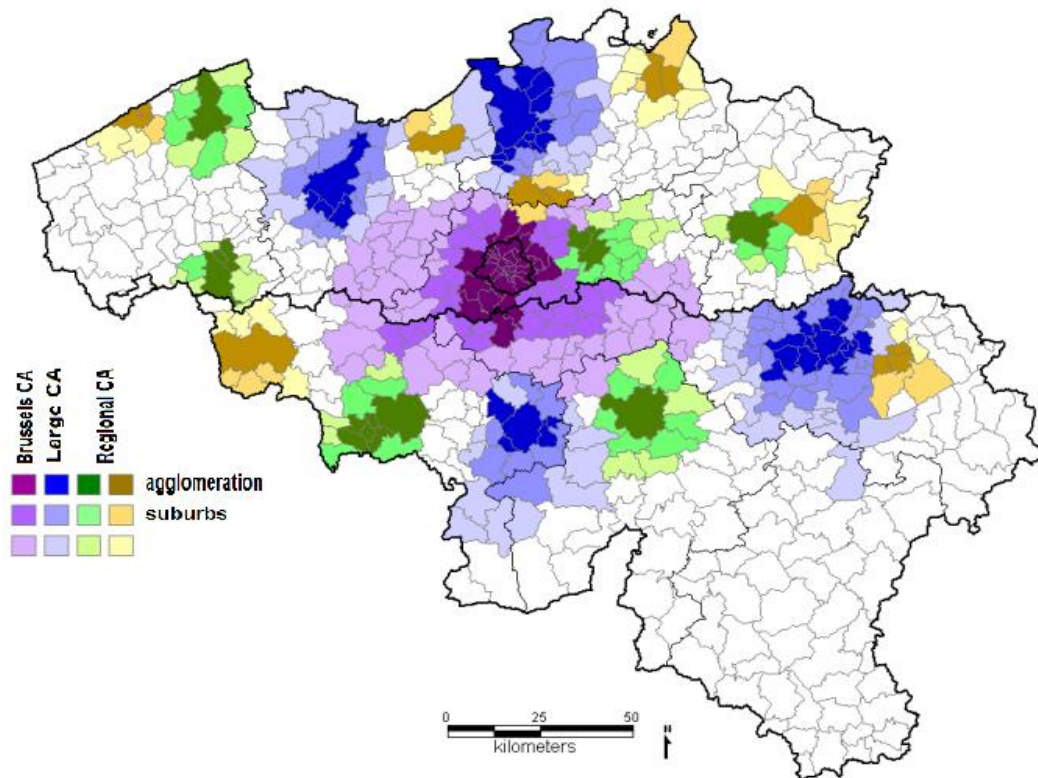 Brussels CA
Large CA
Regional CA
agglomeration
suburbs
0 25 50
kilometers